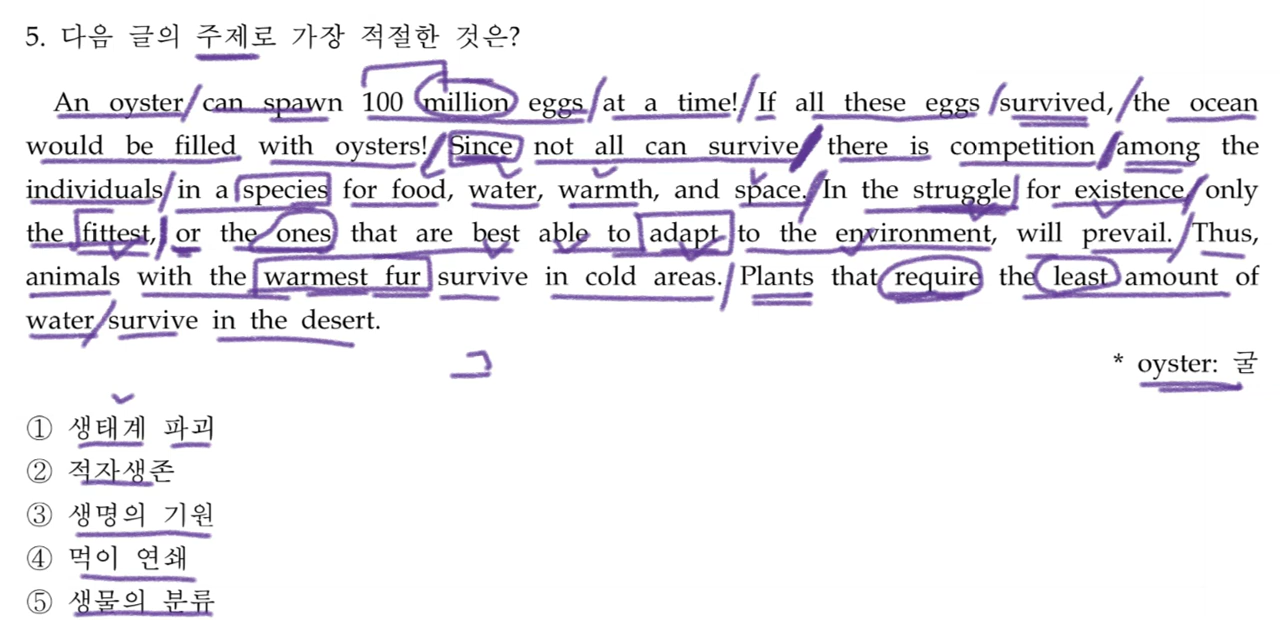 5. 다음 글의 주제로 가장 적절한 것은?
An oyster can spawn 100 million eggs at a time! If all these eggs survived, the ocean
would be filled with oysters! Since not all can survive there is competition among the
individuals in a species for food, water, warmth, and space. In the struggle for existence only
the fittest, or the ones that are best able to adapt to the environment, will prevail. Thus,
animals with the warmest fur survive in cold areas. Plants that require the least amount of
water survive in the desert.
* oyster: 굴
① 생태계 파괴
② 적자생존
③ 생명의 기원
④ 먹이 연쇄
⑤ 생물의 분류